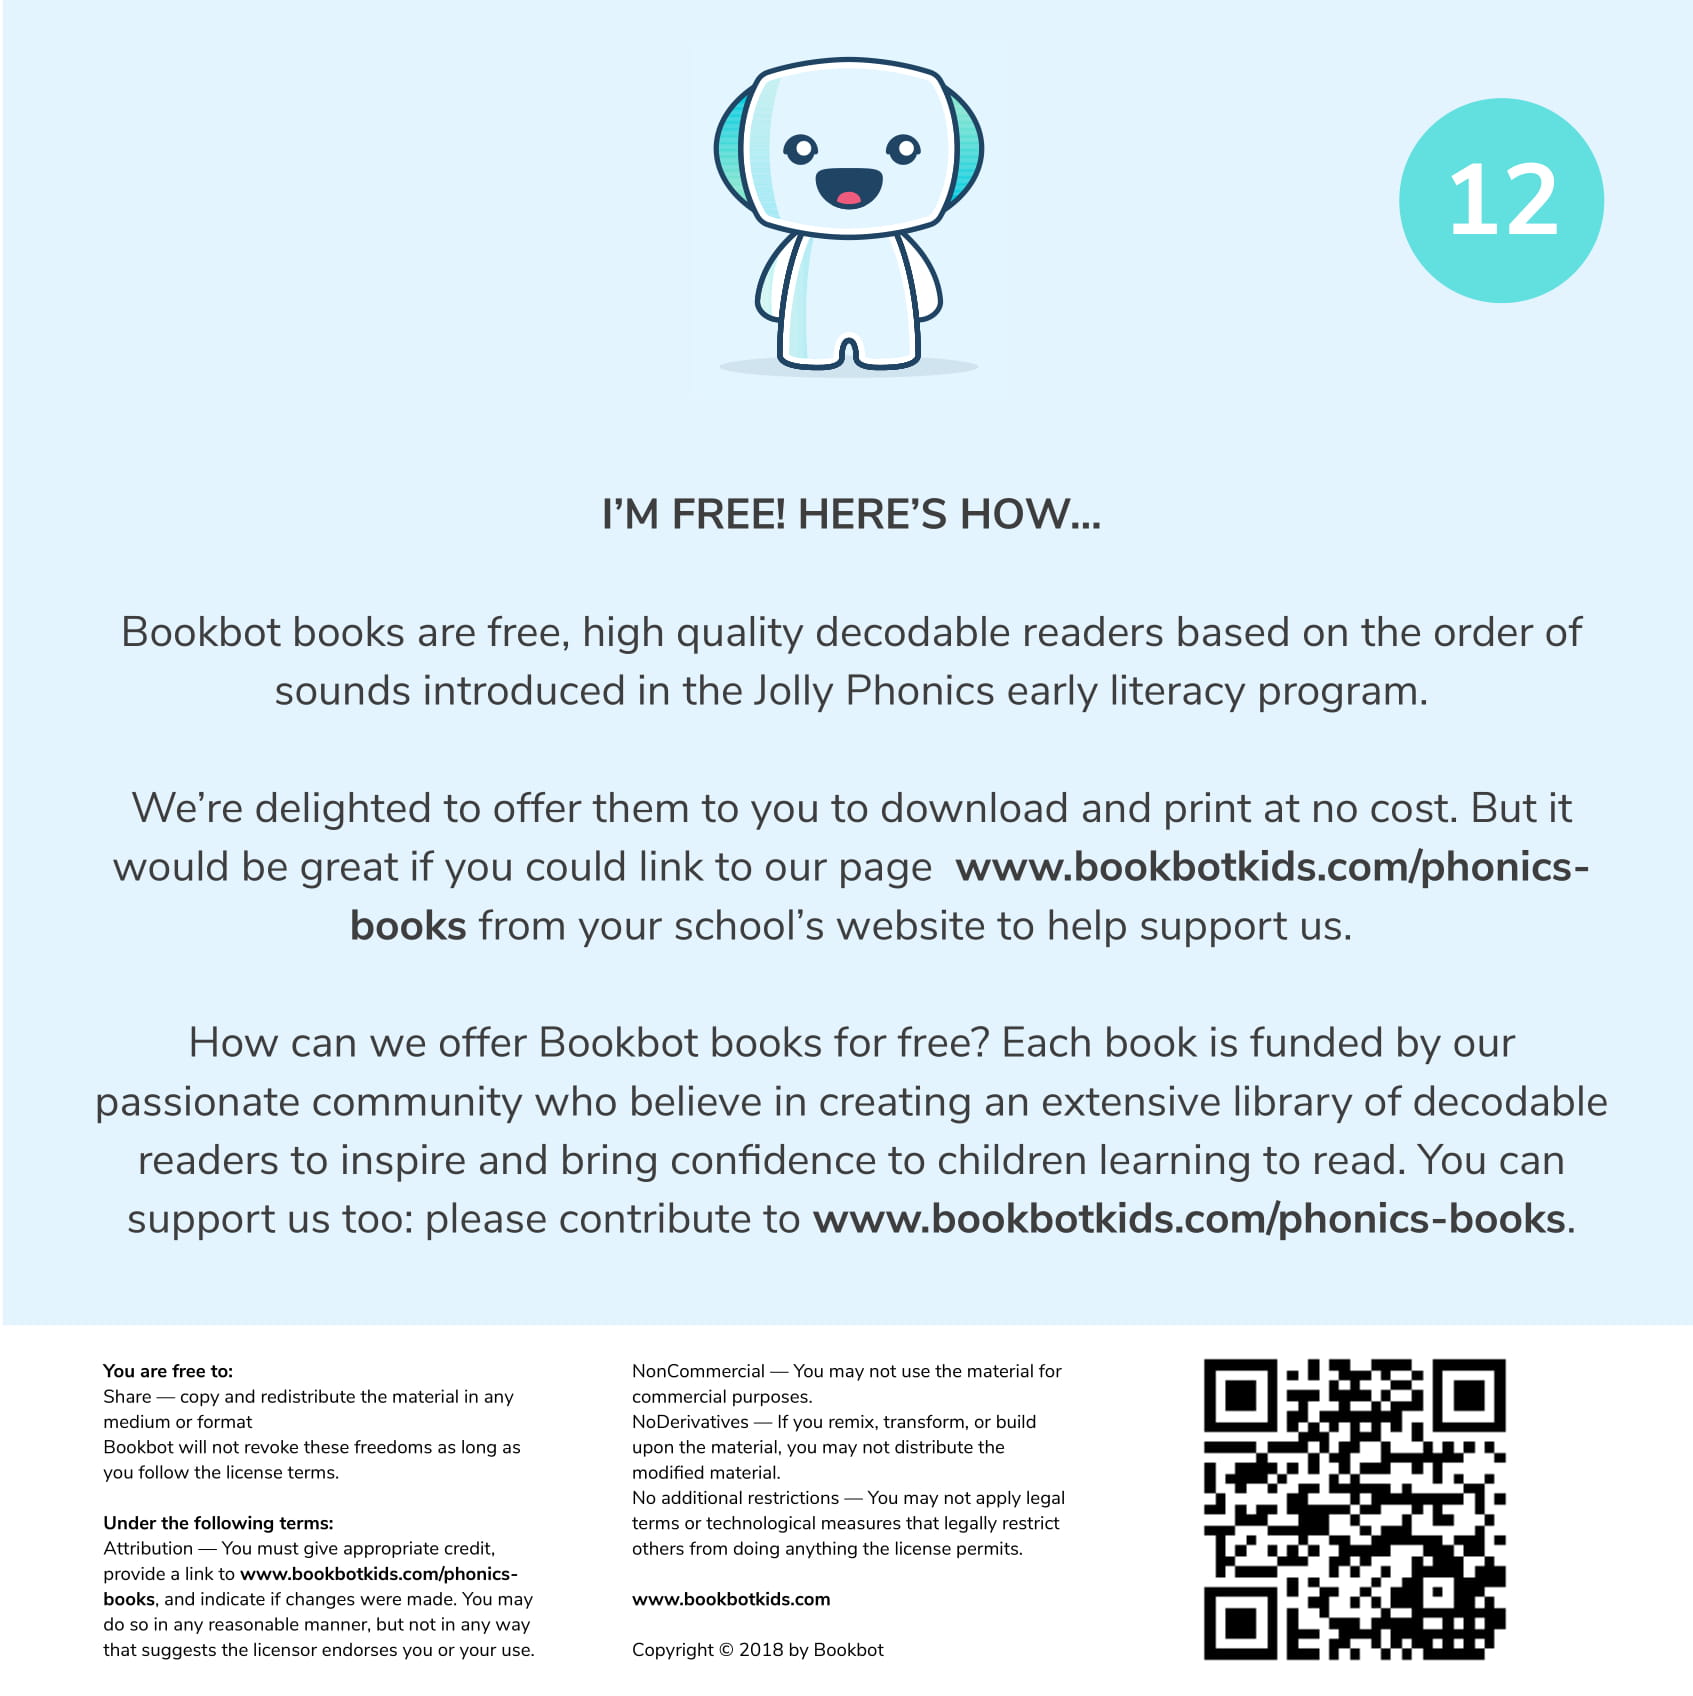 12
I’M FREE! HERE’S HOW...
Bookbot books are free, high quality decodable readers based on the order of
sounds introduced in the Jolly Phonics early literacy program.
We’re delighted to offer them to you to download and print at no cost. But it
would be great if you could link to our page  www.bookbotkids.com/phonics-
books from your school’s website to help support us.
How can we offer Bookbot books for free? Each book is funded by our
passionate community who believe in creating an extensive library of decodable
readers to inspire and bring confidence to children learning to read. You can
support us too: please contribute to www.bookbotkids.com/phonics-books.
You are free to:
Share — copy and redistribute the material in any
medium or format
Bookbot will not revoke these freedoms as long as
you follow the license terms.
Under the following terms:
Attribution — You must give appropriate credit,
provide a link to www.bookbotkids.com/phonics-
books, and indicate if changes were made. You may
do so in any reasonable manner, but not in any way
that suggests the licensor endorses you or your use.
NonCommercial — You may not use the material for
commercial purposes.
NoDerivatives — If you remix, transform, or build
upon the material, you may not distribute the
modified material.
No additional restrictions — You may not apply legal
terms or technological measures that legally restrict
others from doing anything the license permits.
www.bookbotkids.com
Copyright © 2018 by Bookbot